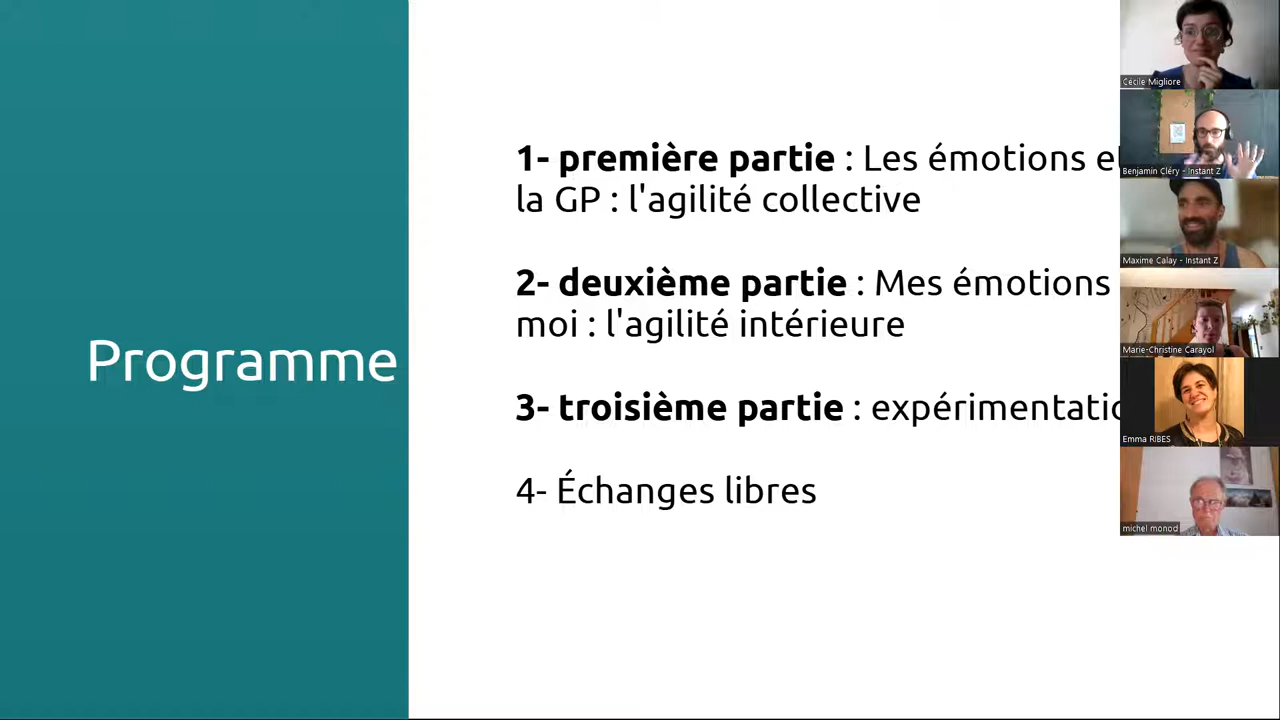 Programme
1- première partie : Les émotions et
la GP : l'agilité collective
2- deuxième partie : Mes émotions
moi : l'agilité intérieure
3- troisième partie : expérimentatio
4- Échanges libres
Cécile Migliore
Benjamin Cléry - Instant Z
Maxime Calay - Instant Z
Marie-Christine Carayol
Emma RIBES
michel monod